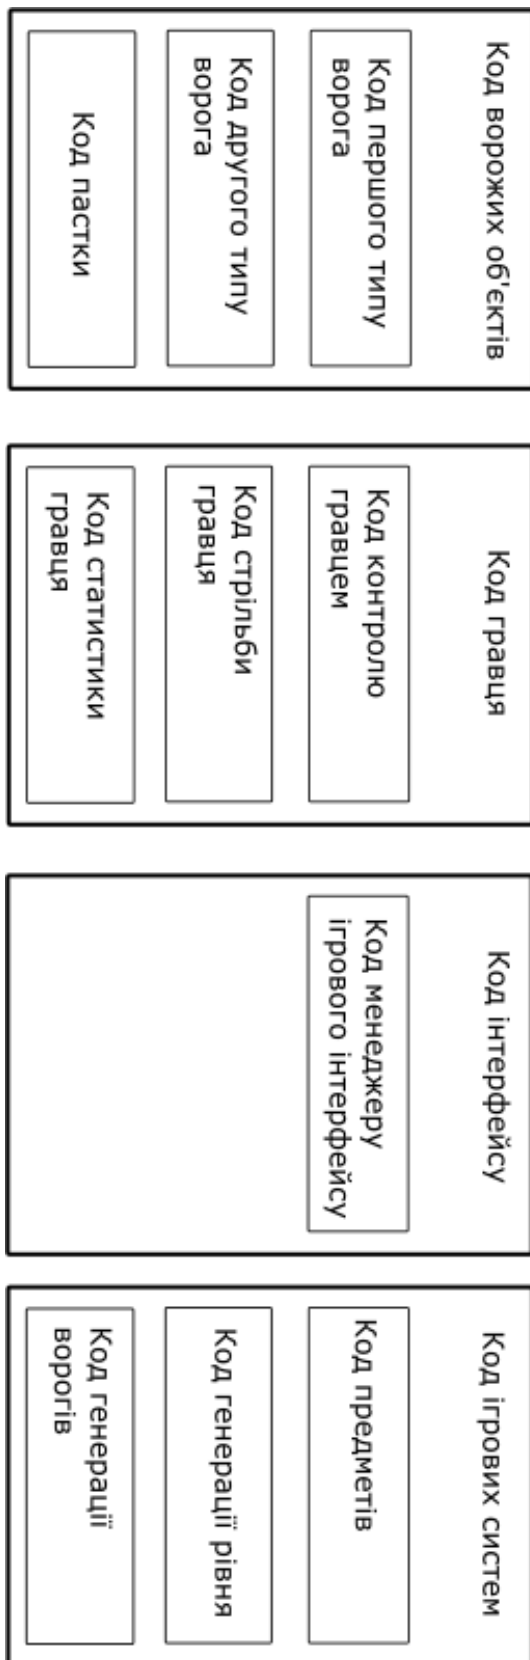 Код ворожих об'єктів
Код першого типу
ворога
Код другого типу
ворога
Код пастки
Код гравця
Код контролю
гравцем
Код стрільби
гравця
Код статистики
гравця
Код інтерфейсу
Код менеджеру
ігрового інтерфейсу
Код ігрових систем
Код предметів
Код генерації рівня
Код генерації
ворогів